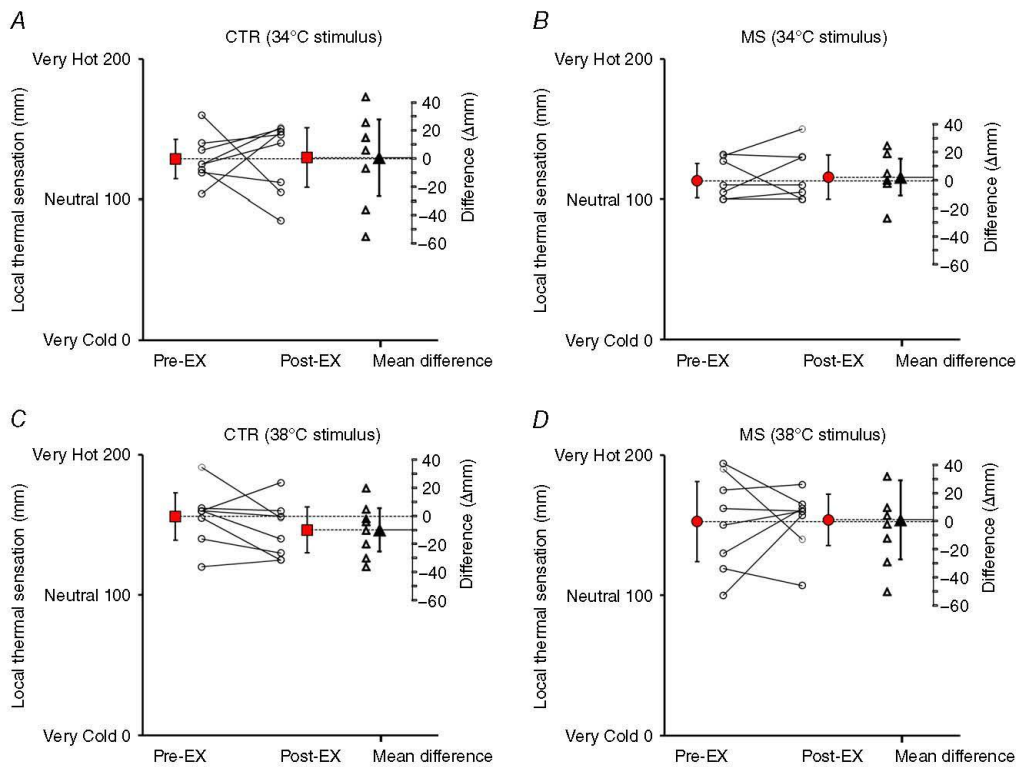 A
CTR (34°C stimulus)
Very Hot 200
Neutral 100
Very Cold 0
Local thermal sensation (mm)
40
20
0
−20
−40
−60
Difference (Δmm)
Pre-EX
Post-EX
Mean difference
B
MS (34°C stimulus)
Very Hot 200
Neutral 100
Very Cold 0
Local thermal sensation (mm)
40
20
0
−20
−40
−60
Difference (Δmm)
Pre-EX
Post-EX
Mean difference
C
CTR (38°C stimulus)
Very Hot 200
Neutral 100
Very Cold 0
Local thermal sensation (mm)
40
20
0
−20
−40
−60
Difference (Δmm)
Pre-EX
Post-EX
Mean difference
D
MS (38°C stimulus)
Very Hot 200
Neutral 100
Very Cold 0
Local thermal sensation (mm)
40
20
0
−20
−40
−60
Difference (Δmm)
Pre-EX
Post-EX
Mean difference